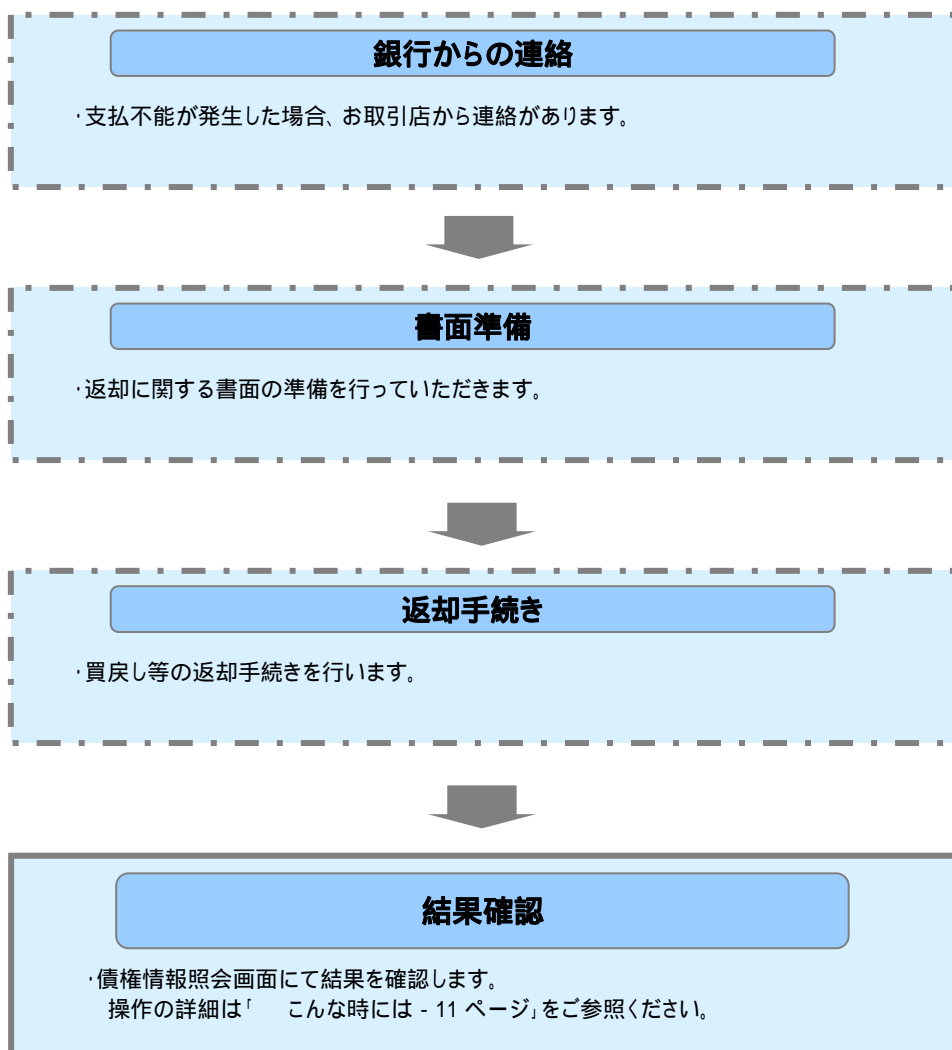 銀行からの連絡
・支払不能が発生した場合、お取引店から連絡があります。
書面準備
・返却に関する書面の準備を行っていただきます。
返却手続き
・買戻し等の返却手続きを行います。
結果確認
・債権情報照会画面にて結果を確認します。
操作の詳細は「　　こんな時には - 11 ページ」をご参照ください。